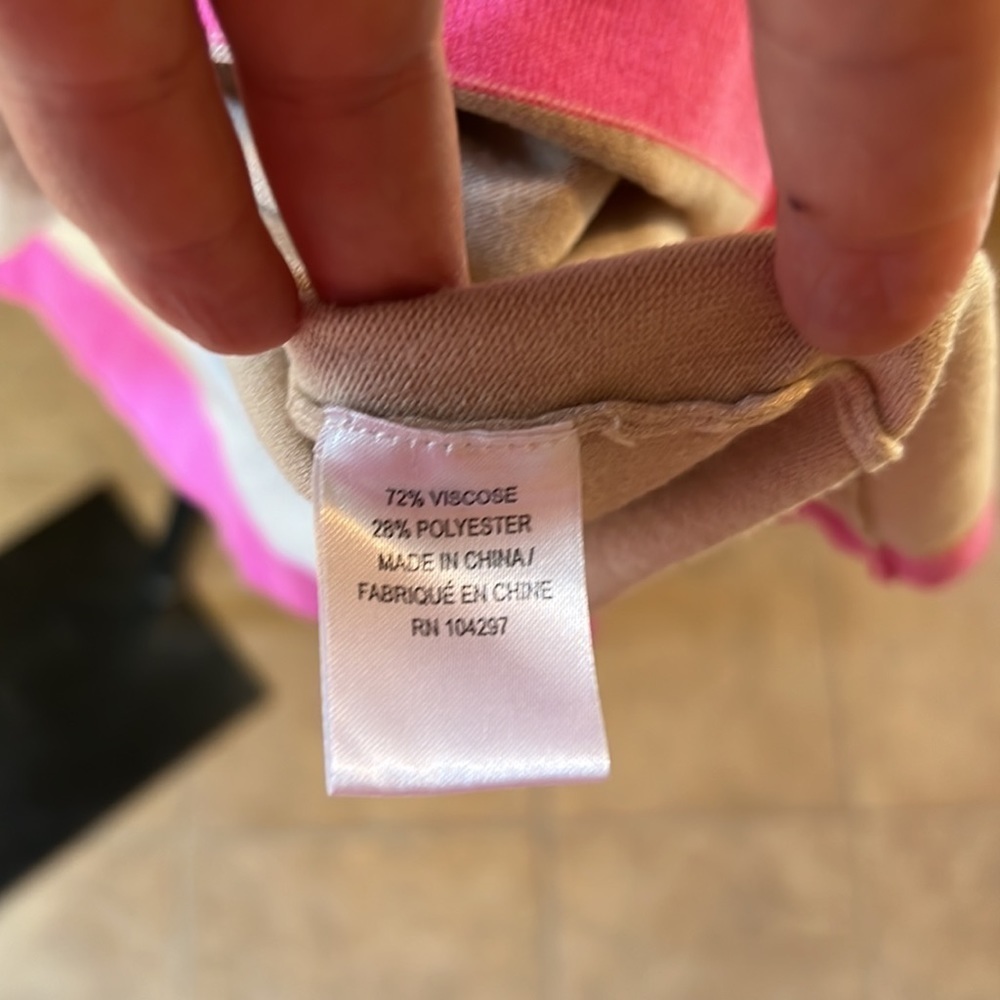 72% VISCOSE
28% POLYESTER
MADE IN CHINA/
FABRIQUÉ EN CHINE
RN 104297